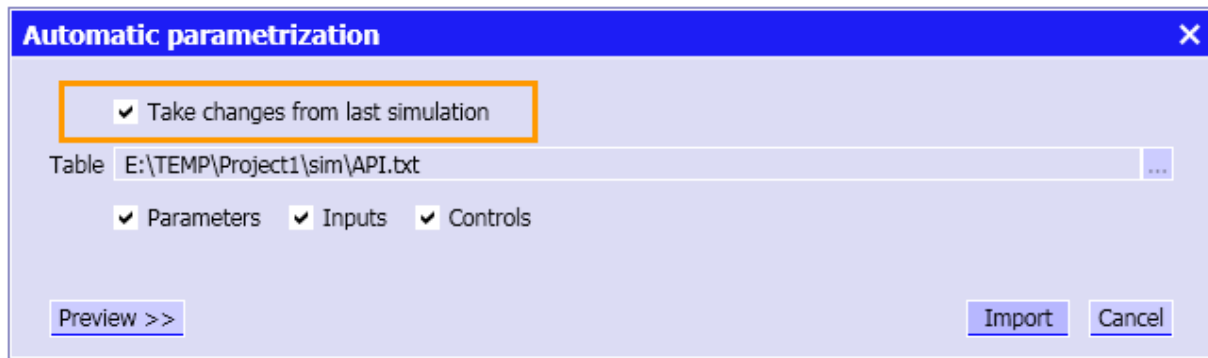 Automatic parametrization
Take changes from last simulation
Table E:\TEMP\Project1\sim\API.txt ...
Parameters Inputs Controls
Preview >> Import Cancel